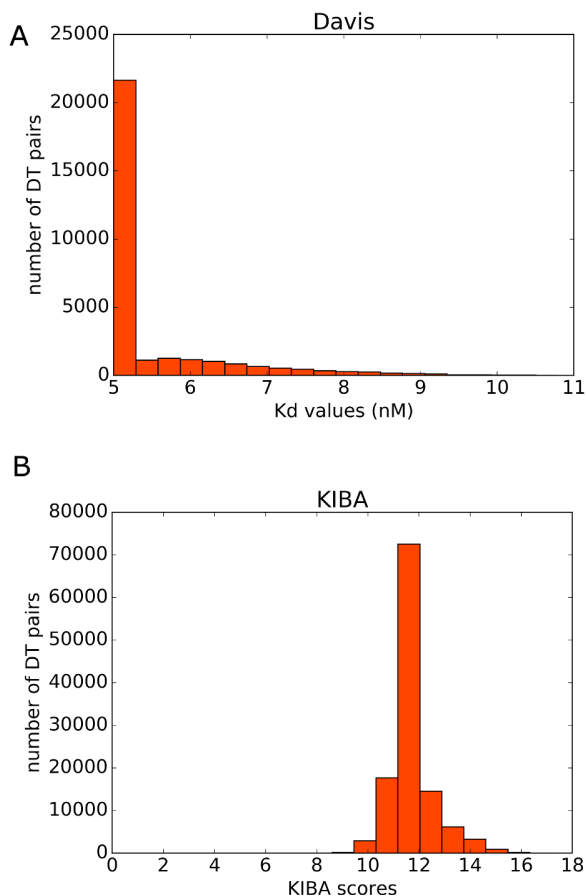 A
Davis
25000
20000
15000
10000
5000
0
number of DT pairs
5 6 7 8 9 10 11
Kd values (nM)
B
KIBA
80000
70000
60000
50000
40000
30000
20000
10000
0
number of DT pairs
0 2 4 6 8 10 12 14 16 18
KIBA scores